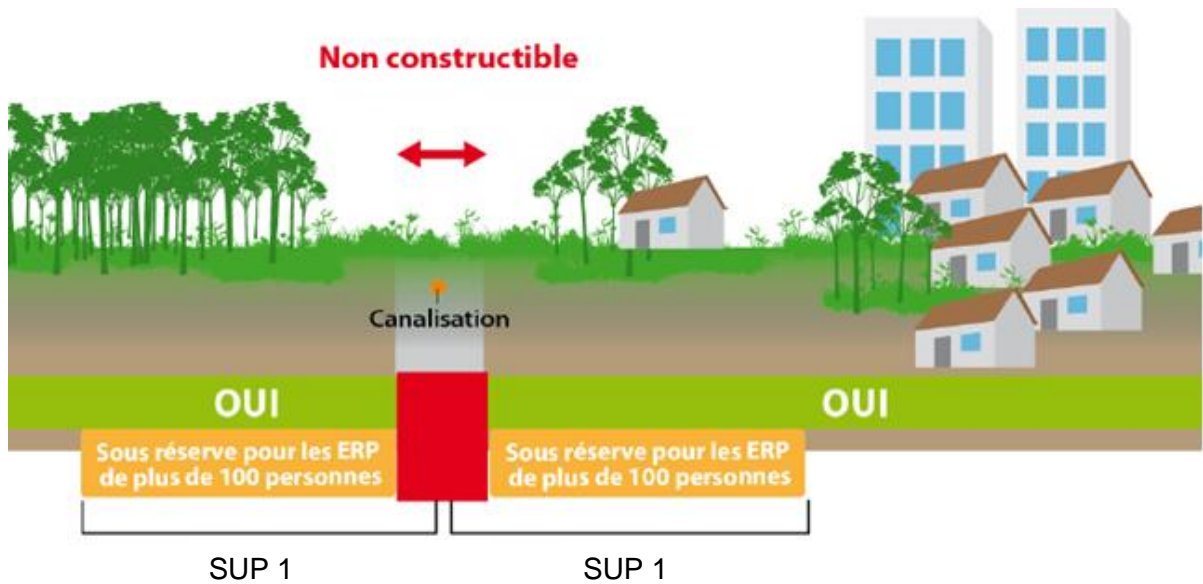 Non constructible
Canalisation
OUI
OUI
Sous réserve pour les ERP
de plus de 100 personnes
Sous réserve pour les ERP
de plus de 100 personnes
SUP 1
SUP 1